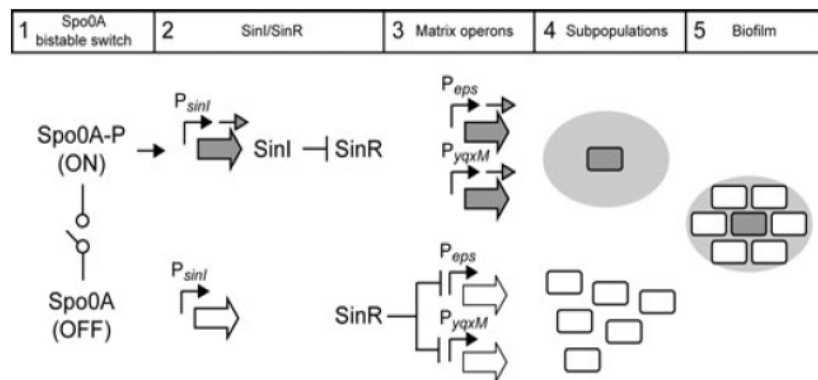 1 Spo0A bistable switch
2 SinI/SinR
3 Matrix operons
4 Subpopulations
5 Biofilm
PsinI
Peps
Spo0A-P
(ON)
SinI
SinR
PyqxM
PsinI
Peps
Spo0A
(OFF)
SinR
PyqxM